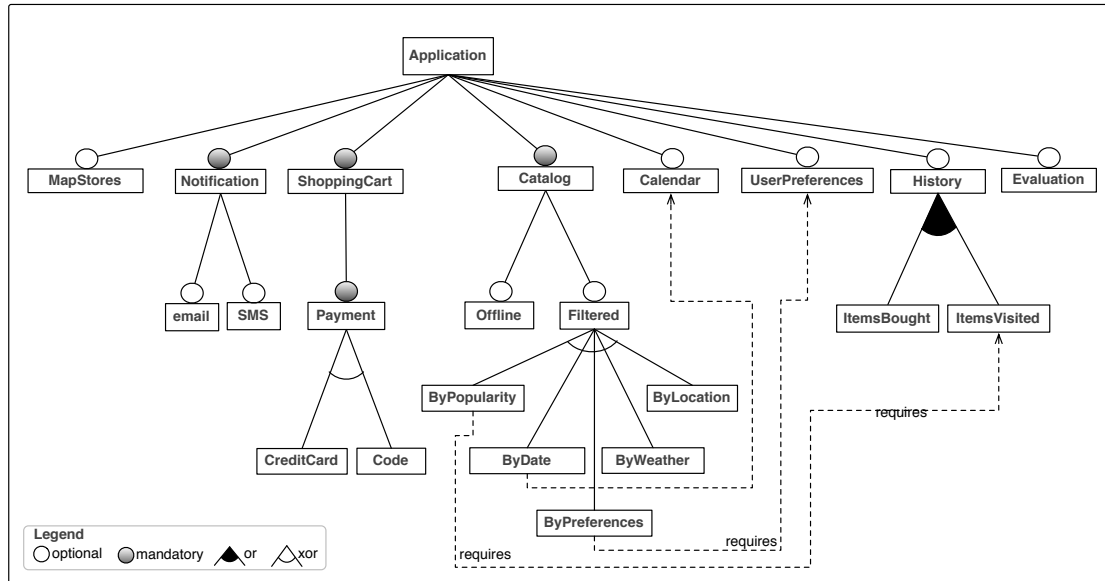 Application
MapStores
Notification
ShoppingCart
Catalog
Calendar
UserPreferences
History
Evaluation
email
SMS
Payment
Offline
Filtered
ItemsBought
ItemsVisited
ByPopularity
ByLocation
requires
CreditCard
Code
ByDate
ByWeather
ByPreferences
requires
requires
Legend
optional
mandatory
or
xor